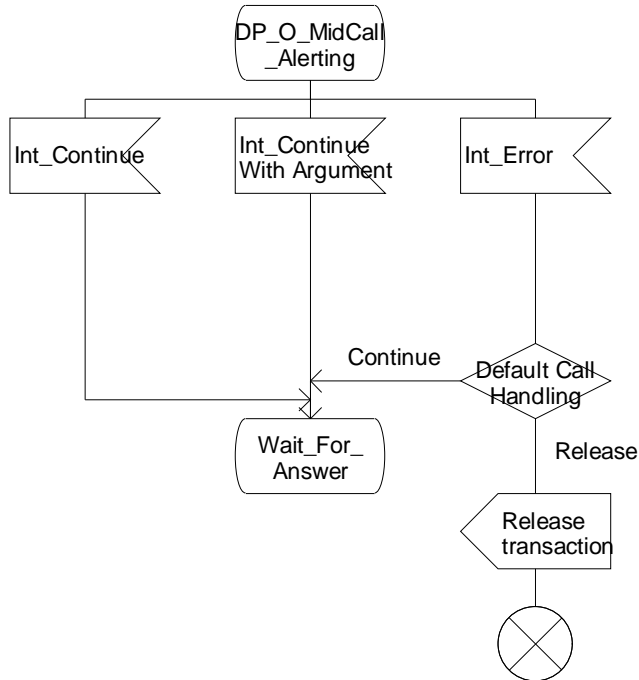 DP_O_MidCall
_Alerting
Int_Continue
Int_Continue
With Argument
Int_Error
Continue
Default Call
Handling
Wait_For_
Answer
Release
Release
transaction